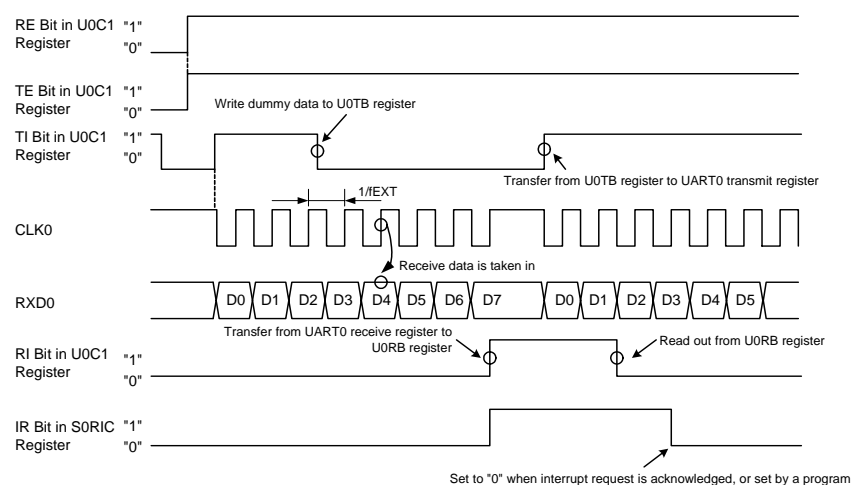 RE Bit in U0C1 "1"
Register "0"
TE Bit in U0C1 "1"
Register "0"
Write dummy data to U0TB register
TI Bit in U0C1 "1"
Register "0"
Transfer from U0TB register to UART0 transmit register
1/fEXT
CLK0
Receive data is taken in
RXD0 D0 D1 D2 D3 D4 D5 D6 D7 D0 D1 D2 D3 D4 D5
Transfer from UART0 receive register to
U0RB register
Read out from U0RB register
RI Bit in U0C1 "1"
Register "0"
IR Bit in S0RIC "1"
Register "0"
Set to "0" when interrupt request is acknowledged, or set by a program